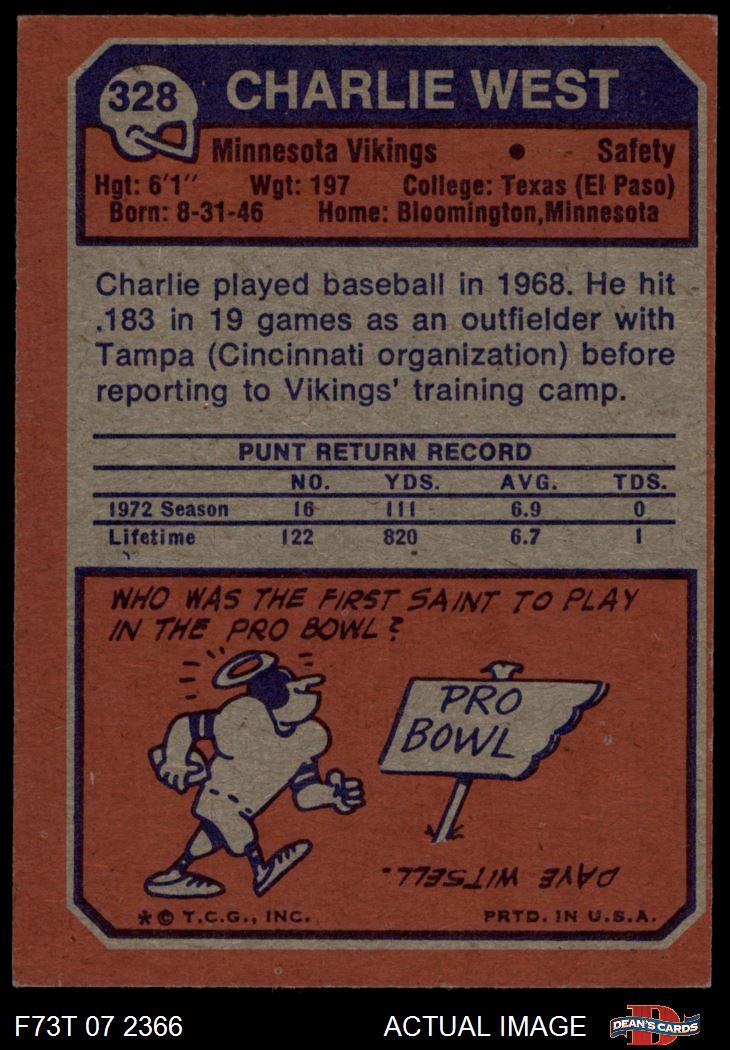 328
CHARLIE WEST
Minnesota Vikings • Safety
Hgt: 6'1" Wgt: 197 College: Texas (El Paso)
Born: 8-31-46 Home: Bloomington,Minnesota
Charlie played baseball in 1968. He hit
.183 in 19 games as an outfielder with
Tampa (Cincinnati organization) before
reporting to Vikings' training camp.
PUNT RETURN RECORD
NO. YDS. AVG. TDS.
1972 Season 16 111 6.9 0
Lifetime 122 820 6.7 1
WHO WAS THE FIRST SAINT TO PLAY
IN THE PRO BOWL?
PRO
BOWL
DAVE WITSELL.
* © T.C.G., INC. PRTD. IN U.S.A.
F73T 07 2366 ACTUAL IMAGE
D
DEAN'S CARDS